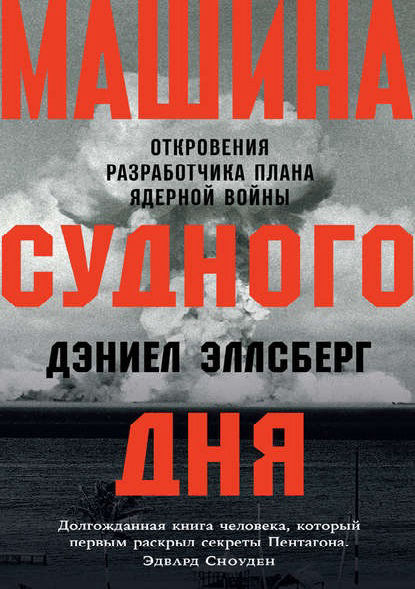 МАШИНА
ОТКРОВЕНИЯ
РАЗРАБОТЧИКА ПЛАНА
ЯДЕРНОЙ ВОЙНЫ
СУДНОГО
ДЭНИЕЛ ЭЛЛСБЕРГ
ДНЯ
Долгожданная книга человека, который
первым раскрыл секреты Пентагона.
Эдвард Сноуден